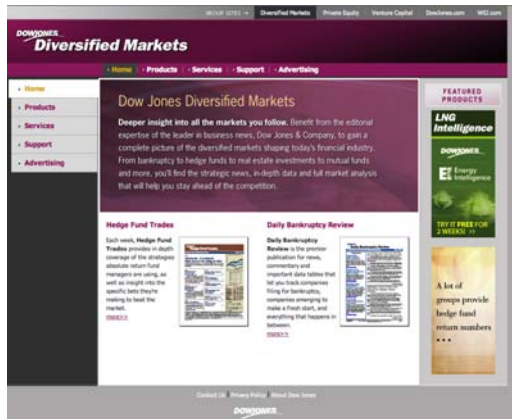 GROUP SITES Diversified Markets Private Equity Venture Capital DowJones.com WSJ.com
DOWJONES
Diversified Markets
Home Products Services Support Advertising
Home
Products
Services
Support
Advertising
Dow Jones Diversified Markets
Deeper insight into all the markets you follow. Benefit from the editorial
expertise of the leader in business news, Dow Jones & Company, to gain a
complete picture of the diversified markets shaping today's financial industry.
From bankruptcy to hedge funds to real estate investments to mutual funds
and more, you'll find the strategic news, in-depth data and full market analysis
that will help you stay ahead of the competition.
Hedge Fund Trades
Each week, Hedge Fund
Trades provides in depth
coverage of the strategies
absolute return fund
managers are using, as
well as insight into the
specific bets they're
making to beat the
market.
more>>
Daily Bankruptcy Review
Daily Bankruptcy
Review is the premier
publication for news,
commentary and
important data tables that
let you track companies
filing for bankruptcy,
companies emerging to
make a fresh start, and
everything that happens in
between.
more>>
FEATURED
PRODUCTS
LNG
Intelligence
DOWJONES
Energy
Intelligence
TRY IT FREE FOR
2 WEEKS! >>
A lot of
groups provide
hedge fund
return numbers
• • •
Contact Us | Privacy Policy | About Dow Jones
DOWJONES